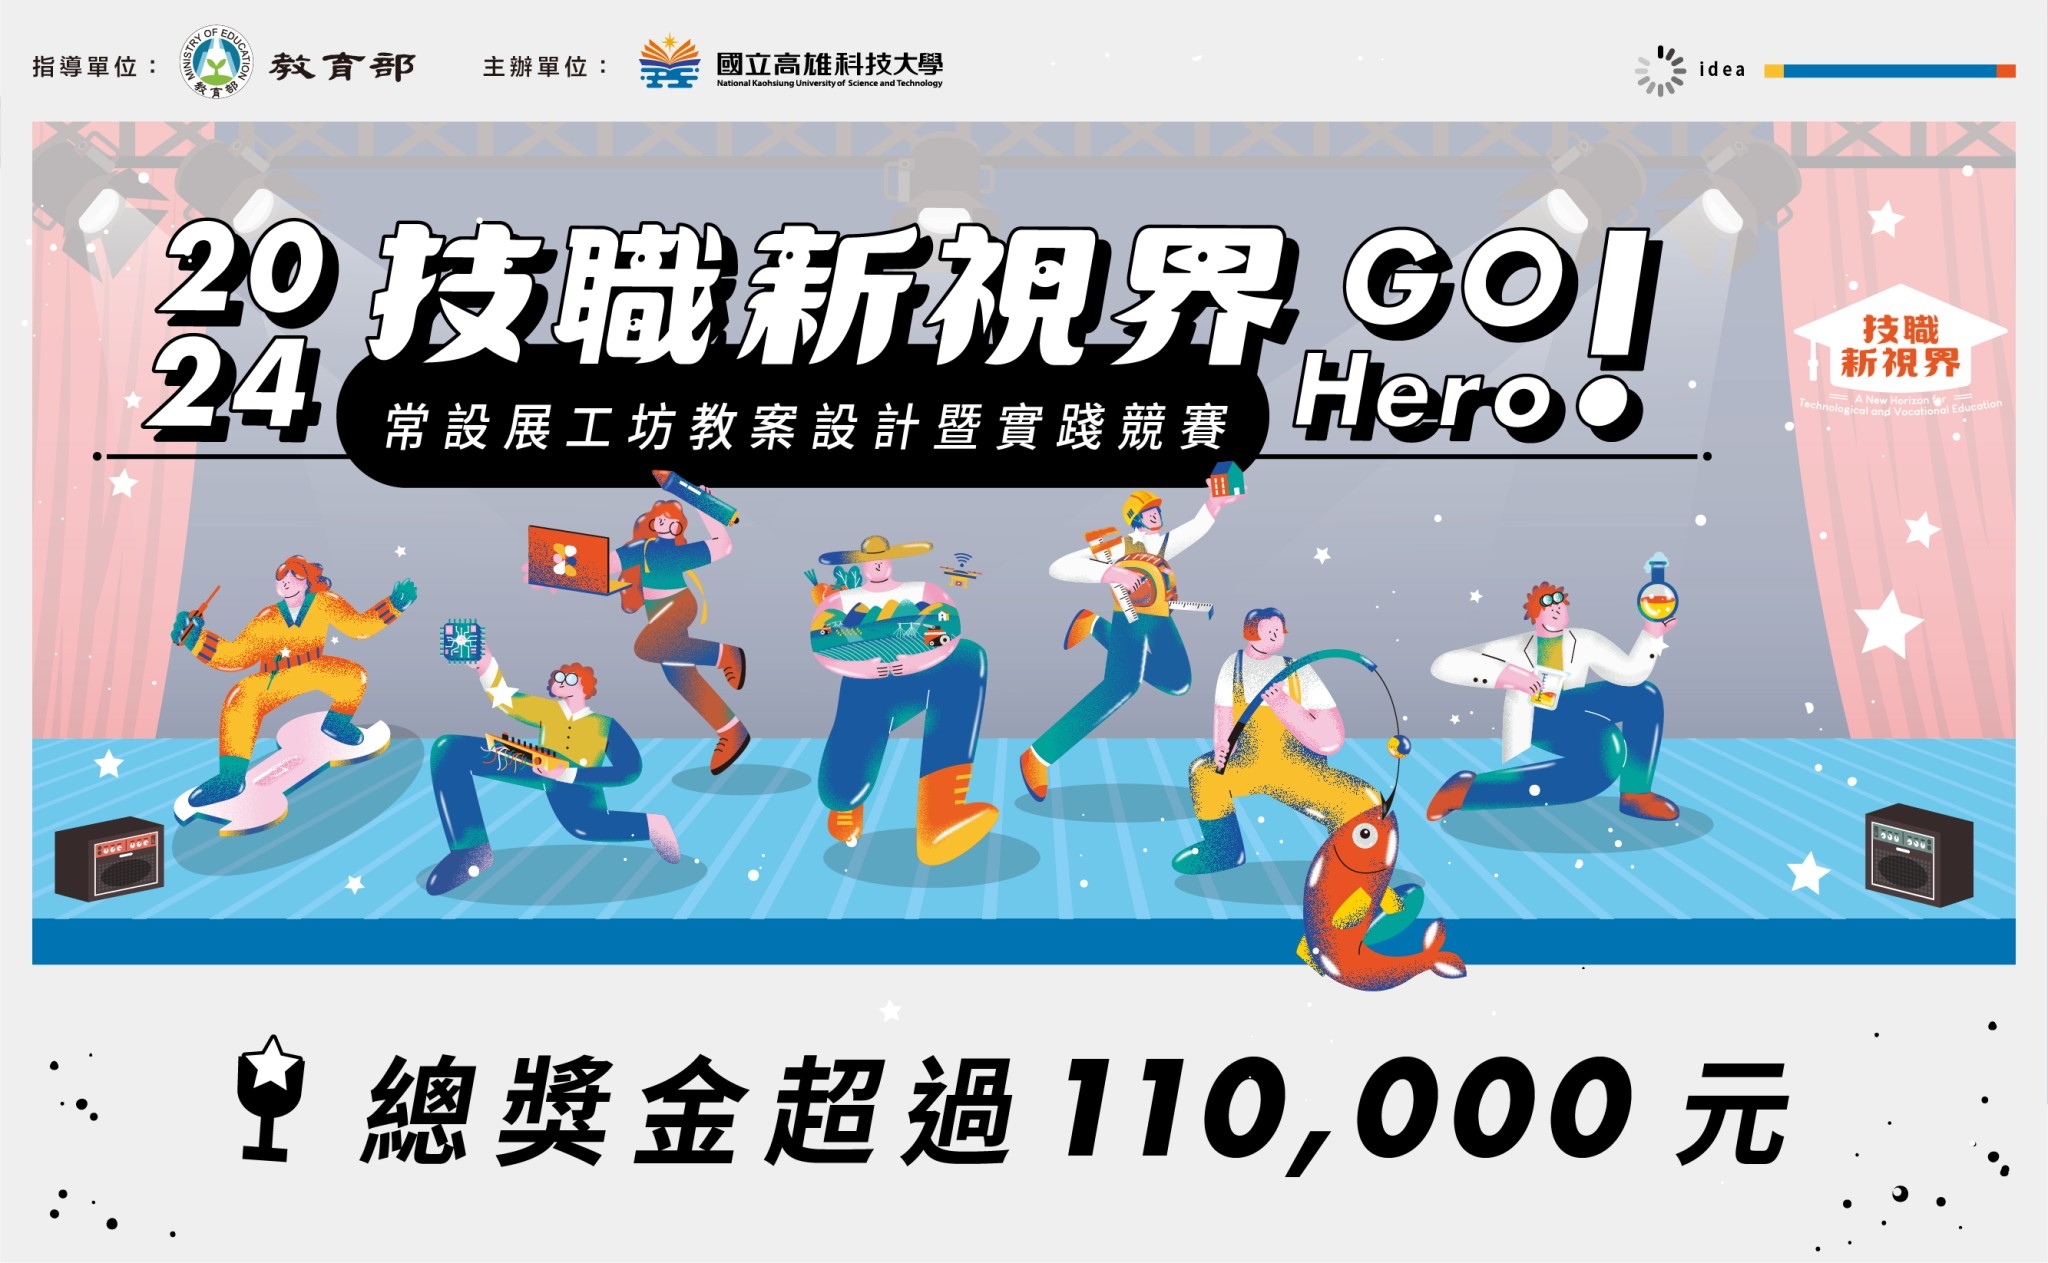 指導單位：
MINISTRY OF EDUCATION
教育部
教育部
主辦單位：
國立高雄科技大學
National Kaohsiung University of Science and Technology
idea
2024
技職新視界
GO!
Hero
常設展工坊教案設計暨實踐競賽
技職
新視界
A New Horizon for
Technological and Vocational Education
總獎金超過110,000元